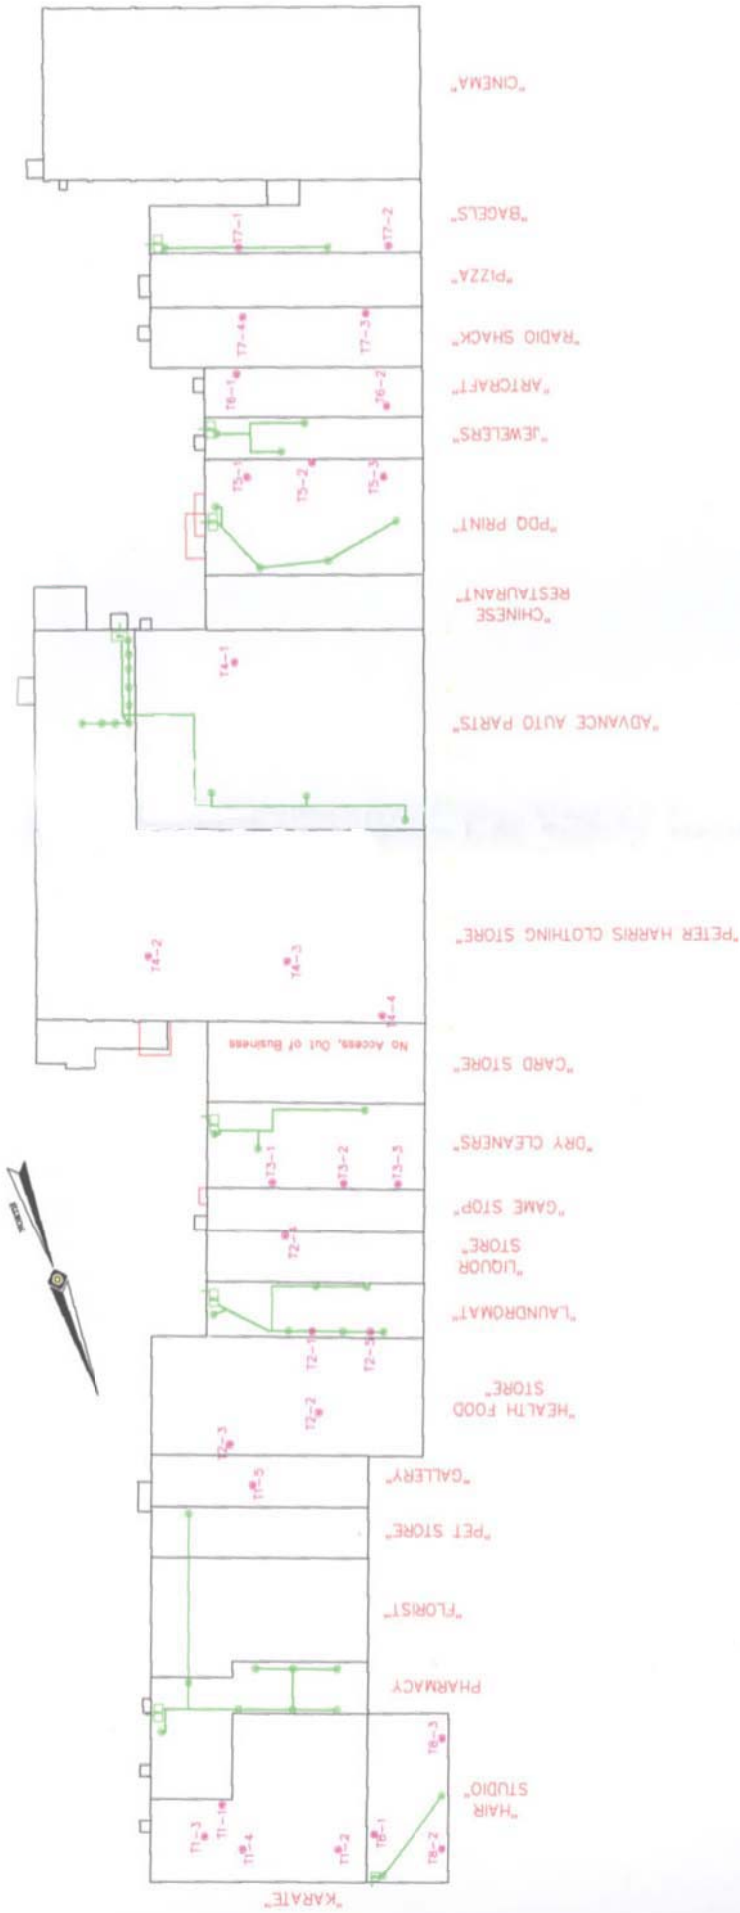 "CINEMA"
"BAGELS"
T7-1
T7-2
"PIZZA"
"RADIO SHACK"
T7-4
T7-3
"ARTCRAFT"
T6-1
T6-2
"JEWELERS"
"PDQ PRINT"
T5-1
T5-2
T5-3
"CHINESE
RESTAURANT"
"ADVANCE AUTO PARTS"
T4-1
"PETER HARRIS CLOTHING STORE"
T4-2
T4-3
T4-4
"CARD STORE"
No Access, Out of Business
"DRY CLEANERS"
T3-1
T3-2
T3-3
"GAME STOP"
"LIQUOR
STORE"
T2-4
"LAUNDROMAT"
T2-1
T2-5
"HEALTH FOOD
STORE"
T2-2
T2-3
"GALLERY"
T1-5
"PET STORE"
"FLORIST"
PHARMACY
"HAIR
STUDIO"
T8-3
T8-1
T8-2
T1-1
T1-3
T1-4
T1-2
"KARATE"